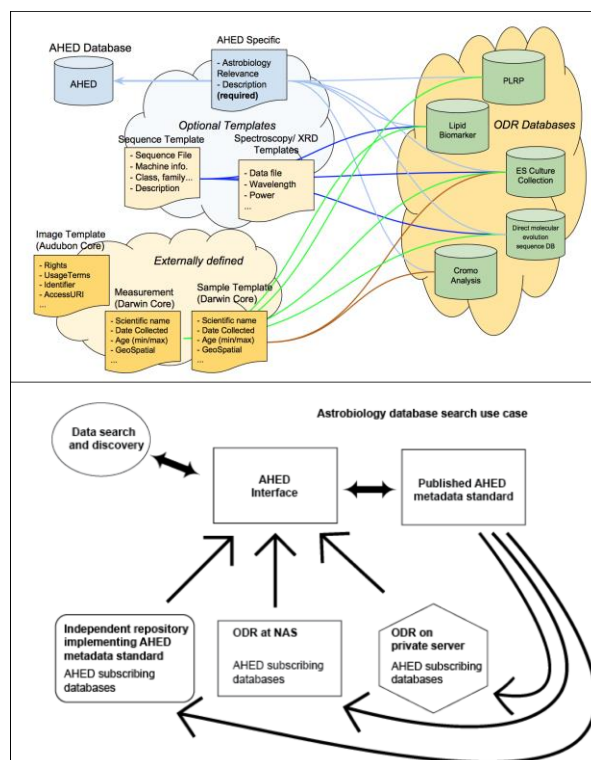 AHED Database
AHED
AHED Specific
- Astrobiology
Relevance
- Description
(required)
Optional Templates
Sequence Template
- Sequence File
- Machine info.
- Class, family...
- Description
Spectroscopy/ XRD
Templates
- Data file
- Wavelength
- Power
...
ODR Databases
PLRP
Lipid
Biomarker
ES Culture
Collection
Direct molecular
evolution
sequence DB
Cromo
Analysis
Image Template
(Audubon Core)
- Rights
- UsageTerms
- Identifier
- AccessURI
...
Externally defined
Measurement
(Darwin Core)
- Scientific name
- Date Collected
- Age (min/max)
- GeoSpatial
...
Sample Template
(Darwin Core)
- Scientific name
- Date Collected
- Age (min/max)
- GeoSpatial
...
Astrobiology database search use case
Data search
and discovery
AHED
Interface
Published AHED
metadata standard
Independent repository
implementing AHED
metadata standard
AHED subscribing
databases
ODR at NAS
AHED subscribing
databases
ODR on
private server
AHED subscribing
databases